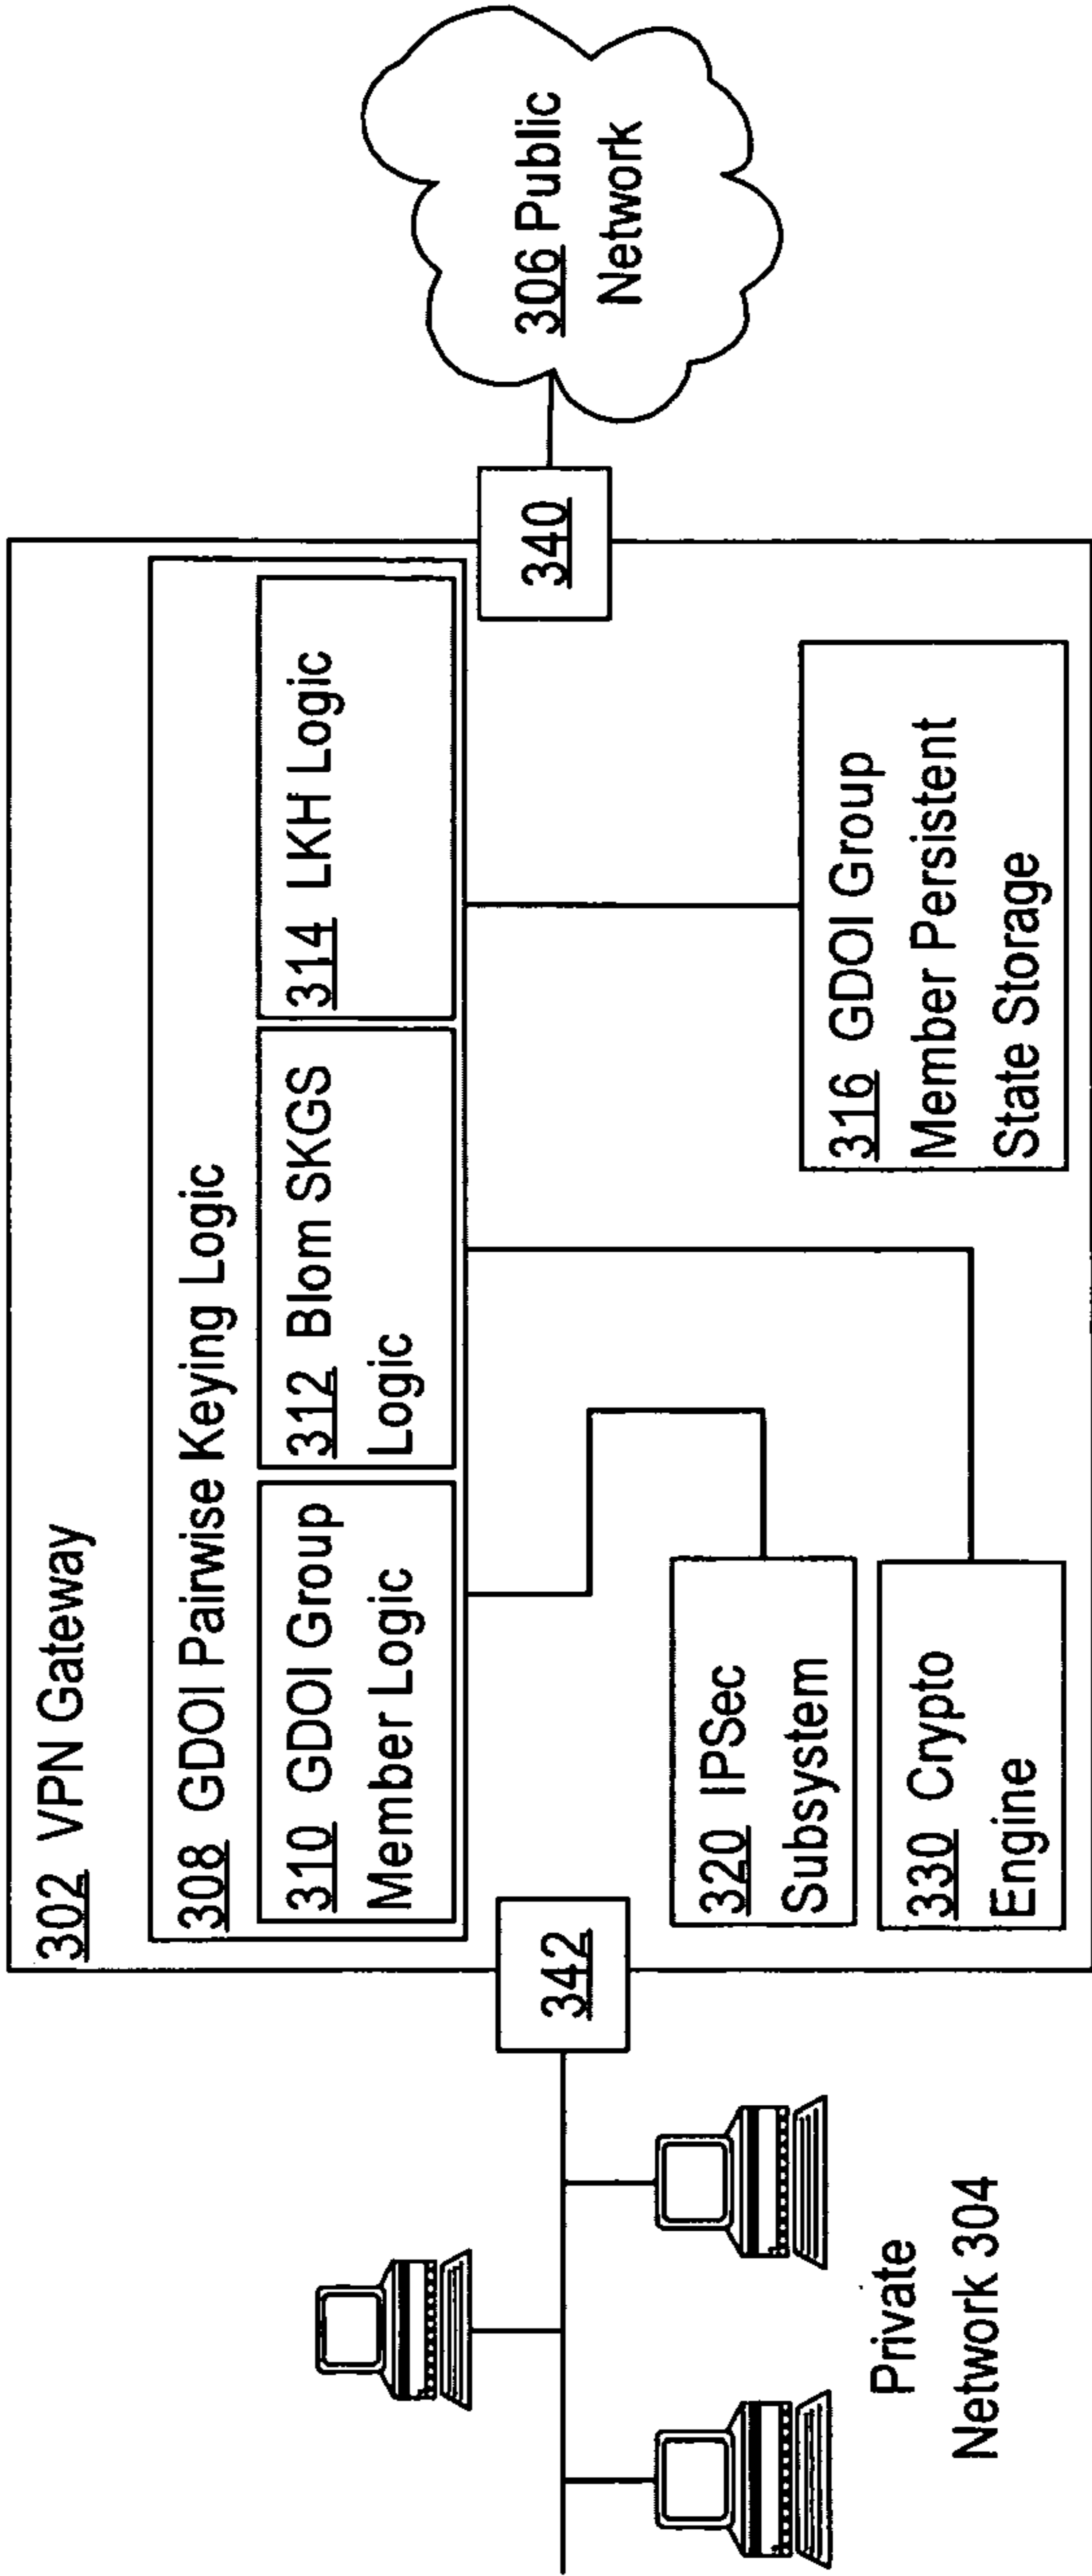 302 VPN Gateway
308 GDOI Pairwise Keying Logic
310 GDOI Group
Member Logic
312 Blom SKGS
Logic
314 LKH Logic
342
340
306 Public
Network
320 IPSec
Subsystem
330 Crypto
Engine
316 GDOI Group
Member Persistent
State Storage
Private
Network 304